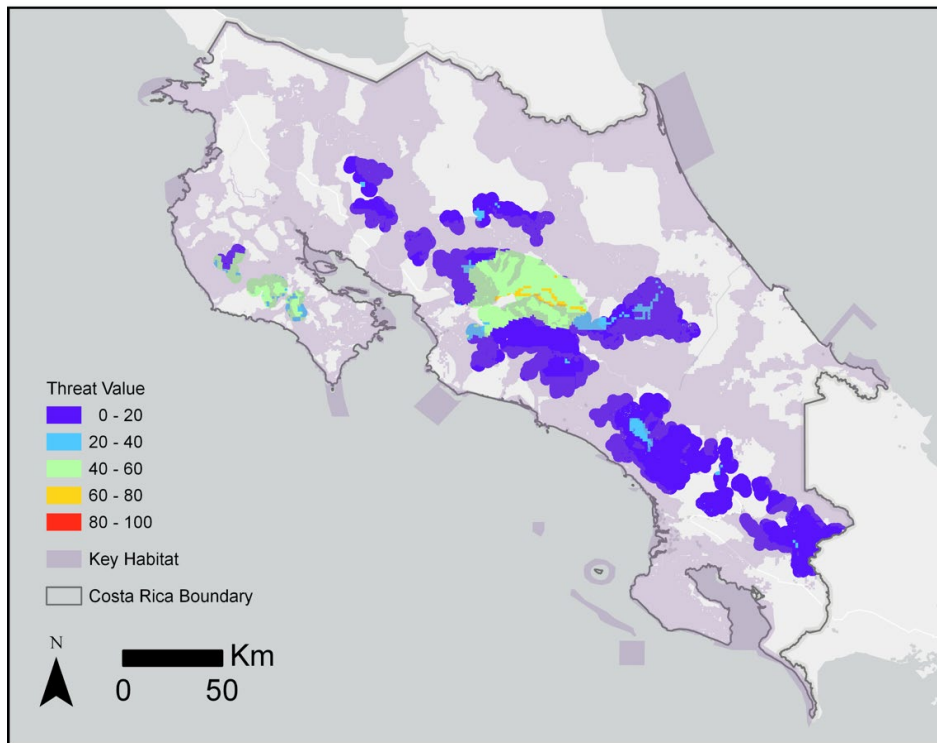 Threat Value
0 - 20
20 - 40
40 - 60
60 - 80
80 - 100
Key Habitat
Costa Rica Boundary
N
Km
0 50